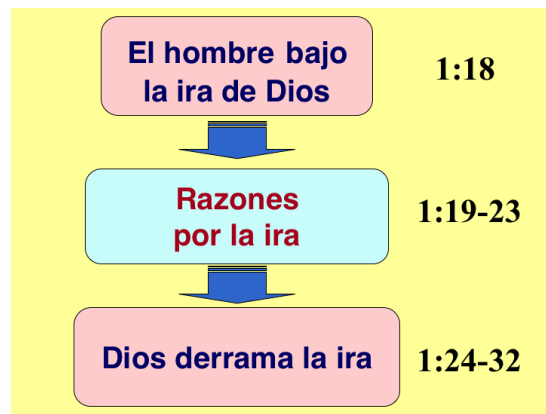 El hombre bajo
la ira de Dios
1:18
Razones
por la ira
1:19-23
Dios derrama la ira
1:24-32